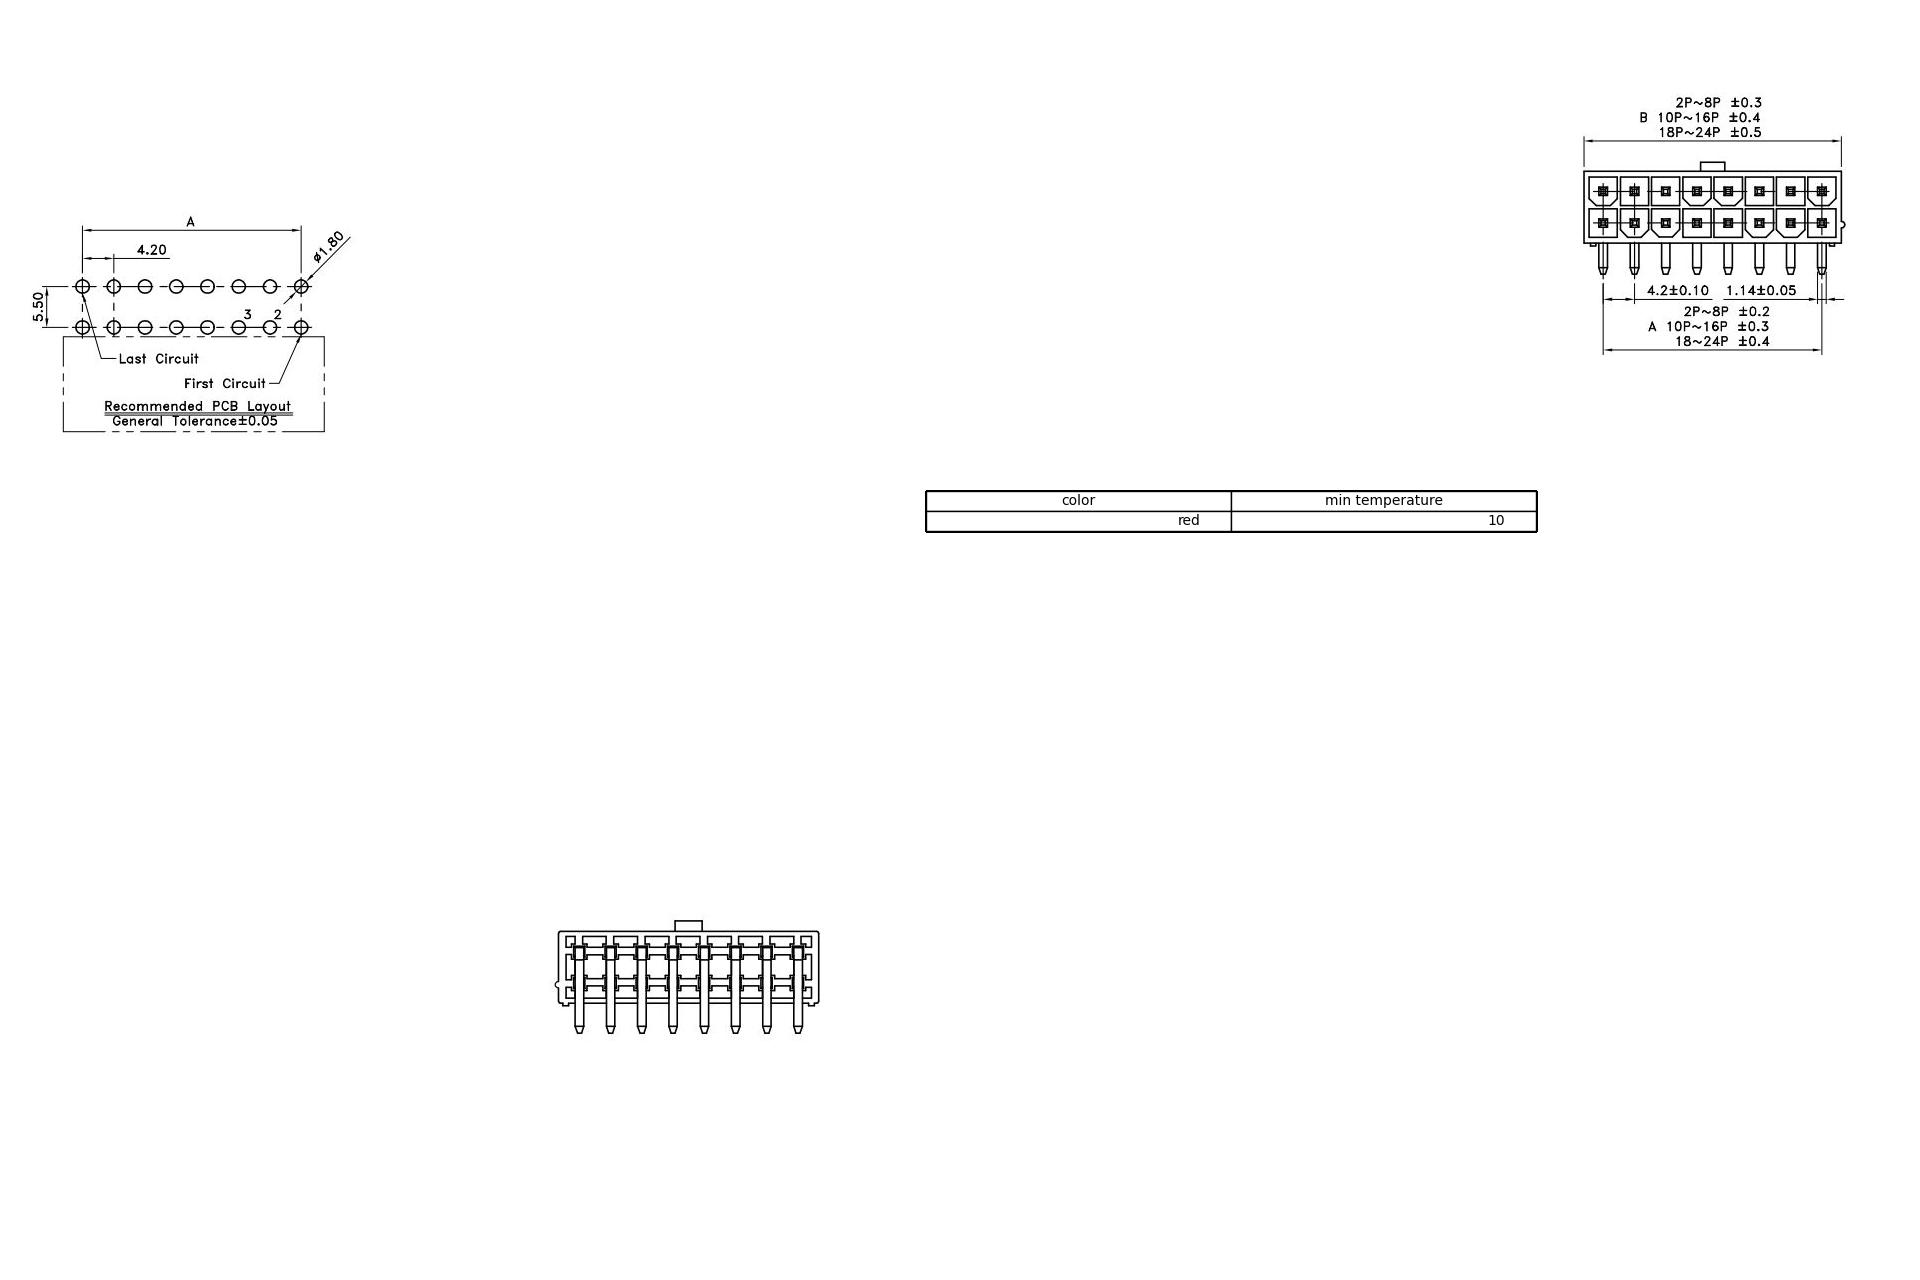 A
4.20
ø1.80
5.50
3
2
Last Circuit
First Circuit
Recommended PCB Layout
General Tolerance±0.05
2P~8P ±0.3
B 10P~16P ±0.4
18P~24P ±0.5
4.2±0.10
1.14±0.05
2P~8P ±0.2
A 10P~16P ±0.3
18~24P ±0.4
color
min temperature
red
10